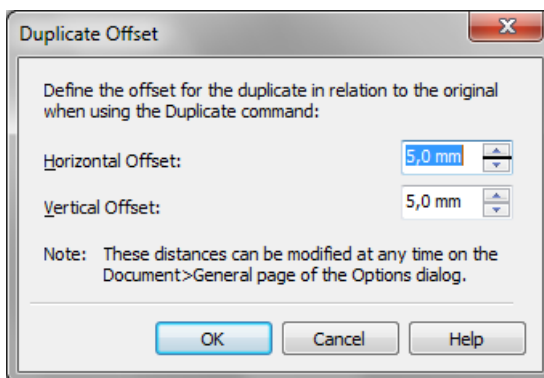 Duplicate Offset
Define the offset for the duplicate in relation to the original
when using the Duplicate command:
Horizontal Offset: 5,0 mm
Vertical Offset: 5,0 mm
Note: These distances can be modified at any time on the
Document>General page of the Options dialog.
OK Cancel Help